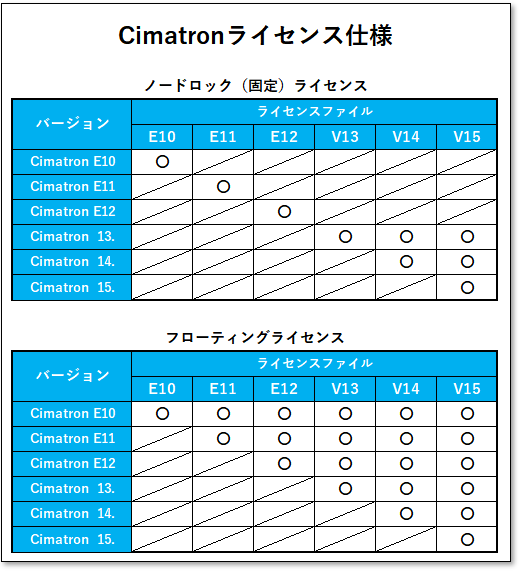 Cimatronライセンス仕様
ノードロック（固定）ライセンス
バージョン ライセンスファイル
E10 E11 E12 V13 V14 V15
Cimatron E10 〇
Cimatron E11 〇
Cimatron E12 〇
Cimatron 13. 〇 〇 〇
Cimatron 14. 〇 〇
Cimatron 15. 〇
フローティングライセンス
バージョン ライセンスファイル
E10 E11 E12 V13 V14 V15
Cimatron E10 〇 〇 〇 〇 〇 〇
Cimatron E11 〇 〇 〇 〇 〇
Cimatron E12 〇 〇 〇 〇
Cimatron 13. 〇 〇 〇
Cimatron 14. 〇 〇
Cimatron 15. 〇